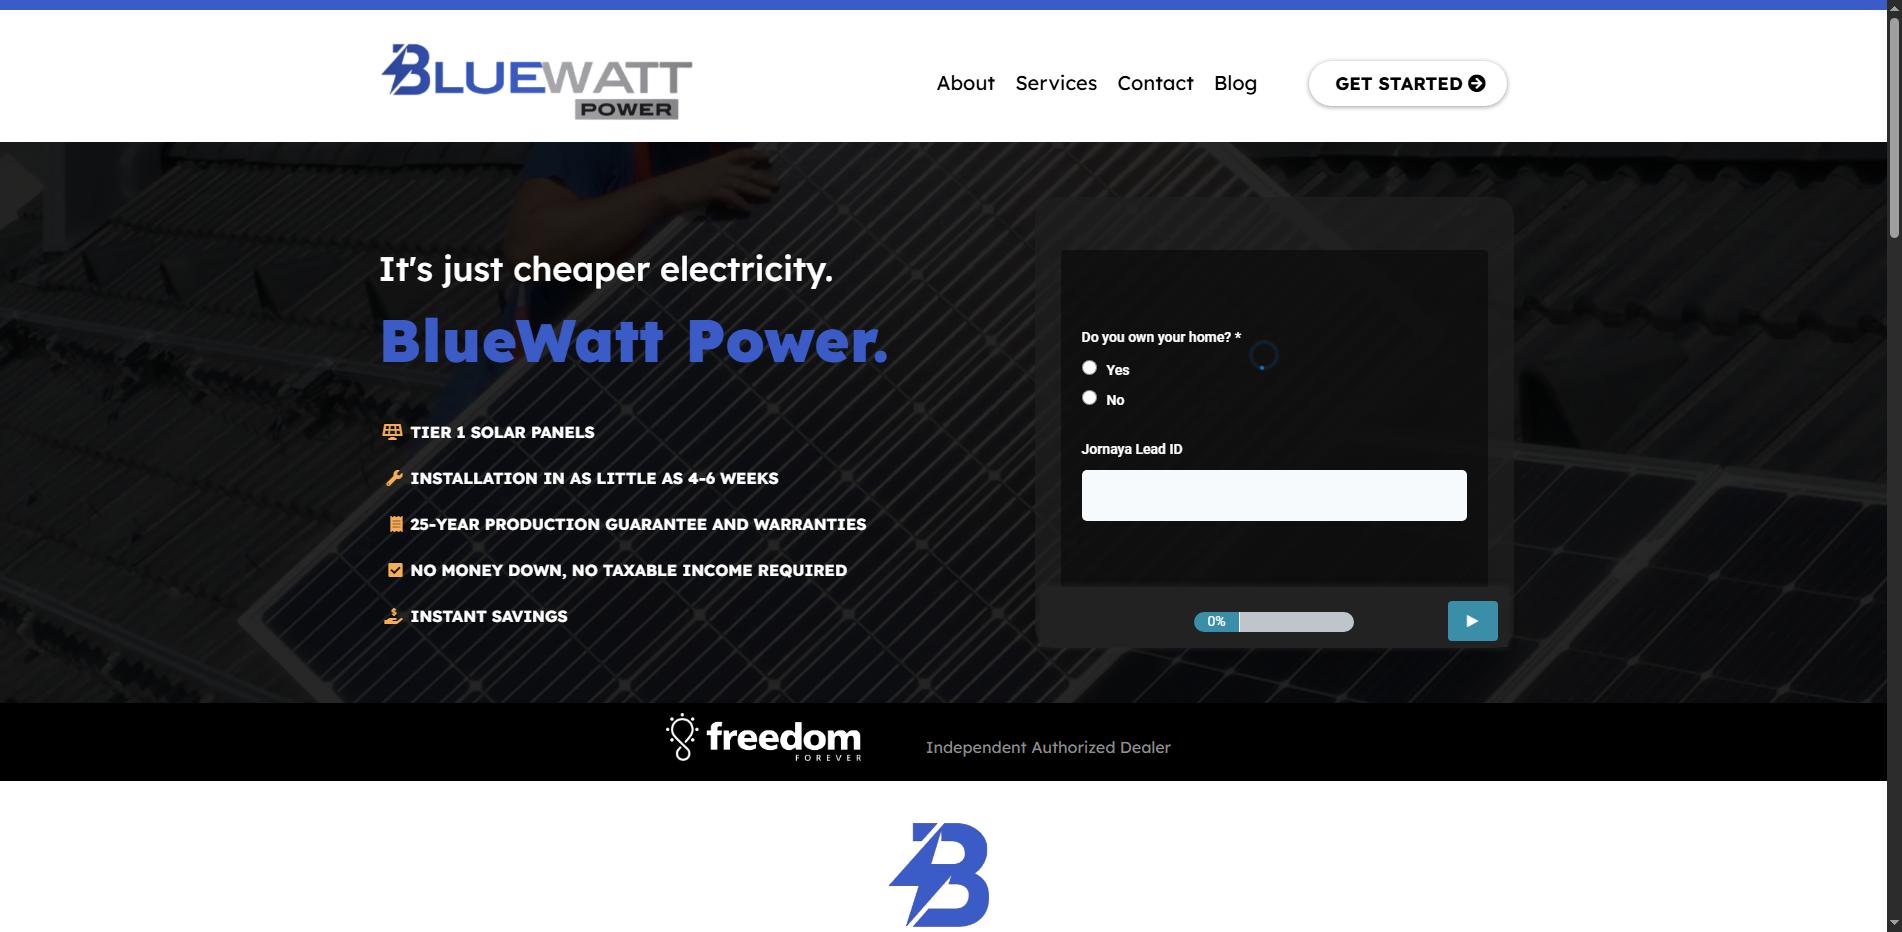 BLUEWATT
POWER
About Services Contact Blog GET STARTED
It's just cheaper electricity.
BlueWatt Power.
TIER 1 SOLAR PANELS
INSTALLATION IN AS LITTLE AS 4-6 WEEKS
25-YEAR PRODUCTION GUARANTEE AND WARRANTIES
NO MONEY DOWN, NO TAXABLE INCOME REQUIRED
INSTANT SAVINGS
Do you own your home? *
Yes
No
Jornaya Lead ID
0%
freedom
FOREVER
Independent Authorized Dealer
B